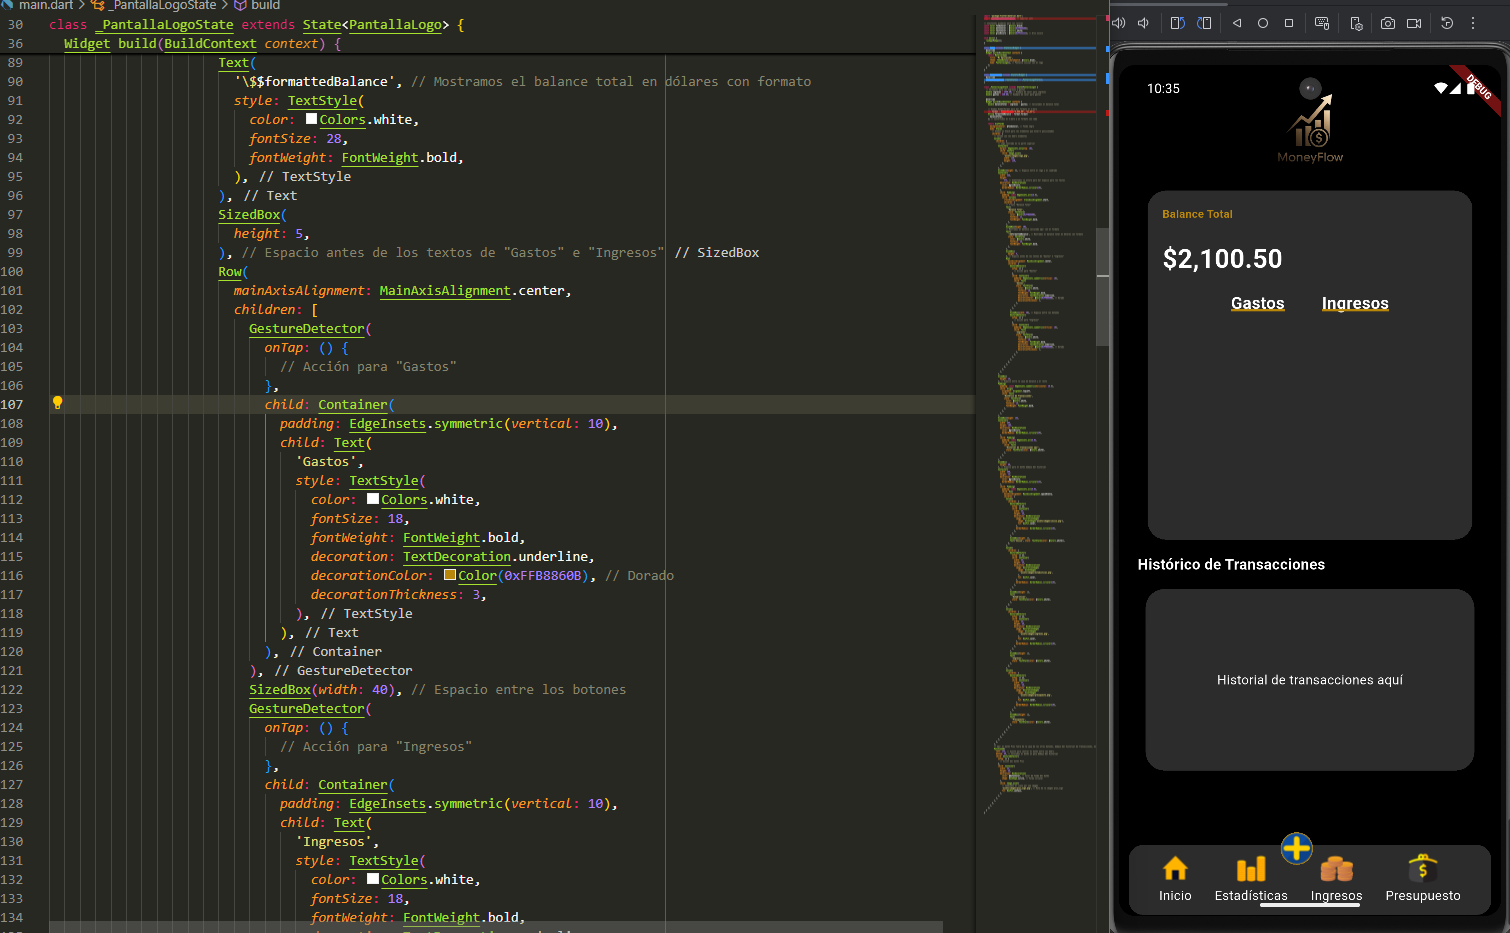 main.dart > _PantallaLogoState > build
30 class _PantallaLogoState extends State<PantallaLogo> {
36 Widget build(BuildContext context) {
89 Text(
90 '\$$formattedBalance', // Mostramos el balance total en dólares con formato
91 style: TextStyle(
92 color: Colors.white,
93 fontSize: 28,
94 fontWeight: FontWeight.bold,
95 ), // TextStyle
96 ), // Text
97 SizedBox(
98 height: 5,
99 ), // Espacio antes de los textos de "Gastos" e "Ingresos" // SizedBox
100 Row(
101 mainAxisAlignment: MainAxisAlignment.center,
102 children: [
103 GestureDetector(
104 onTap: () {
105 // Acción para "Gastos"
106 },
107 child: Container(
108 padding: EdgeInsets.symmetric(vertical: 10),
109 child: Text(
110 'Gastos',
111 style: TextStyle(
112 color: Colors.white,
113 fontSize: 18,
114 fontWeight: FontWeight.bold,
115 decoration: TextDecoration.underline,
116 decorationColor: Color(0xFFB8860B), // Dorado
117 decorationThickness: 3,
118 ), // TextStyle
119 ), // Text
120 ), // Container
121 ), // GestureDetector
122 SizedBox(width: 40), // Espacio entre los botones
123 GestureDetector(
124 onTap: () {
125 // Acción para "Ingresos"
126 },
127 child: Container(
128 padding: EdgeInsets.symmetric(vertical: 10),
129 child: Text(
130 'Ingresos',
131 style: TextStyle(
132 color: Colors.white,
133 fontSize: 18,
134 fontWeight: FontWeight.bold,
10:35
DEBUG
MoneyFlow
Balance Total
$2,100.50
Gastos Ingresos
Histórico de Transacciones
Historial de transacciones aquí
Inicio Estadísticas Ingresos Presupuesto